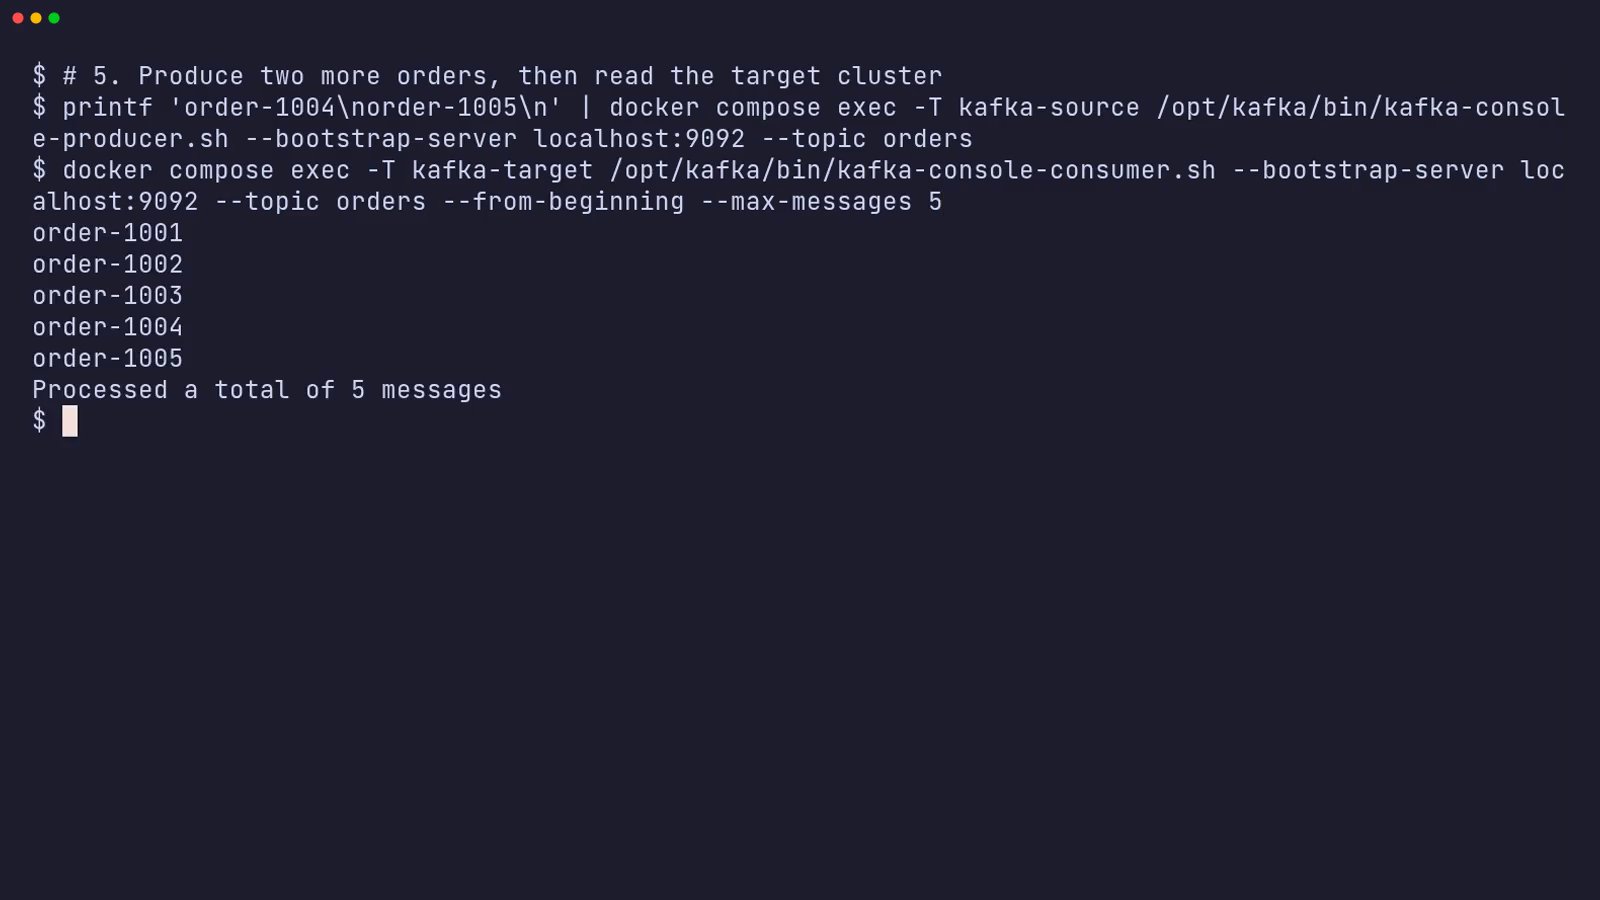 $ # 5. Produce two more orders, then read the target cluster
$ printf 'order-1004\norder-1005\n' | docker compose exec -T kafka-source /opt/kafka/bin/kafka-consol
e-producer.sh --bootstrap-server localhost:9092 --topic orders
$ docker compose exec -T kafka-target /opt/kafka/bin/kafka-console-consumer.sh --bootstrap-server loc
alhost:9092 --topic orders --from-beginning --max-messages 5
order-1001
order-1002
order-1003
order-1004
order-1005
Processed a total of 5 messages
$